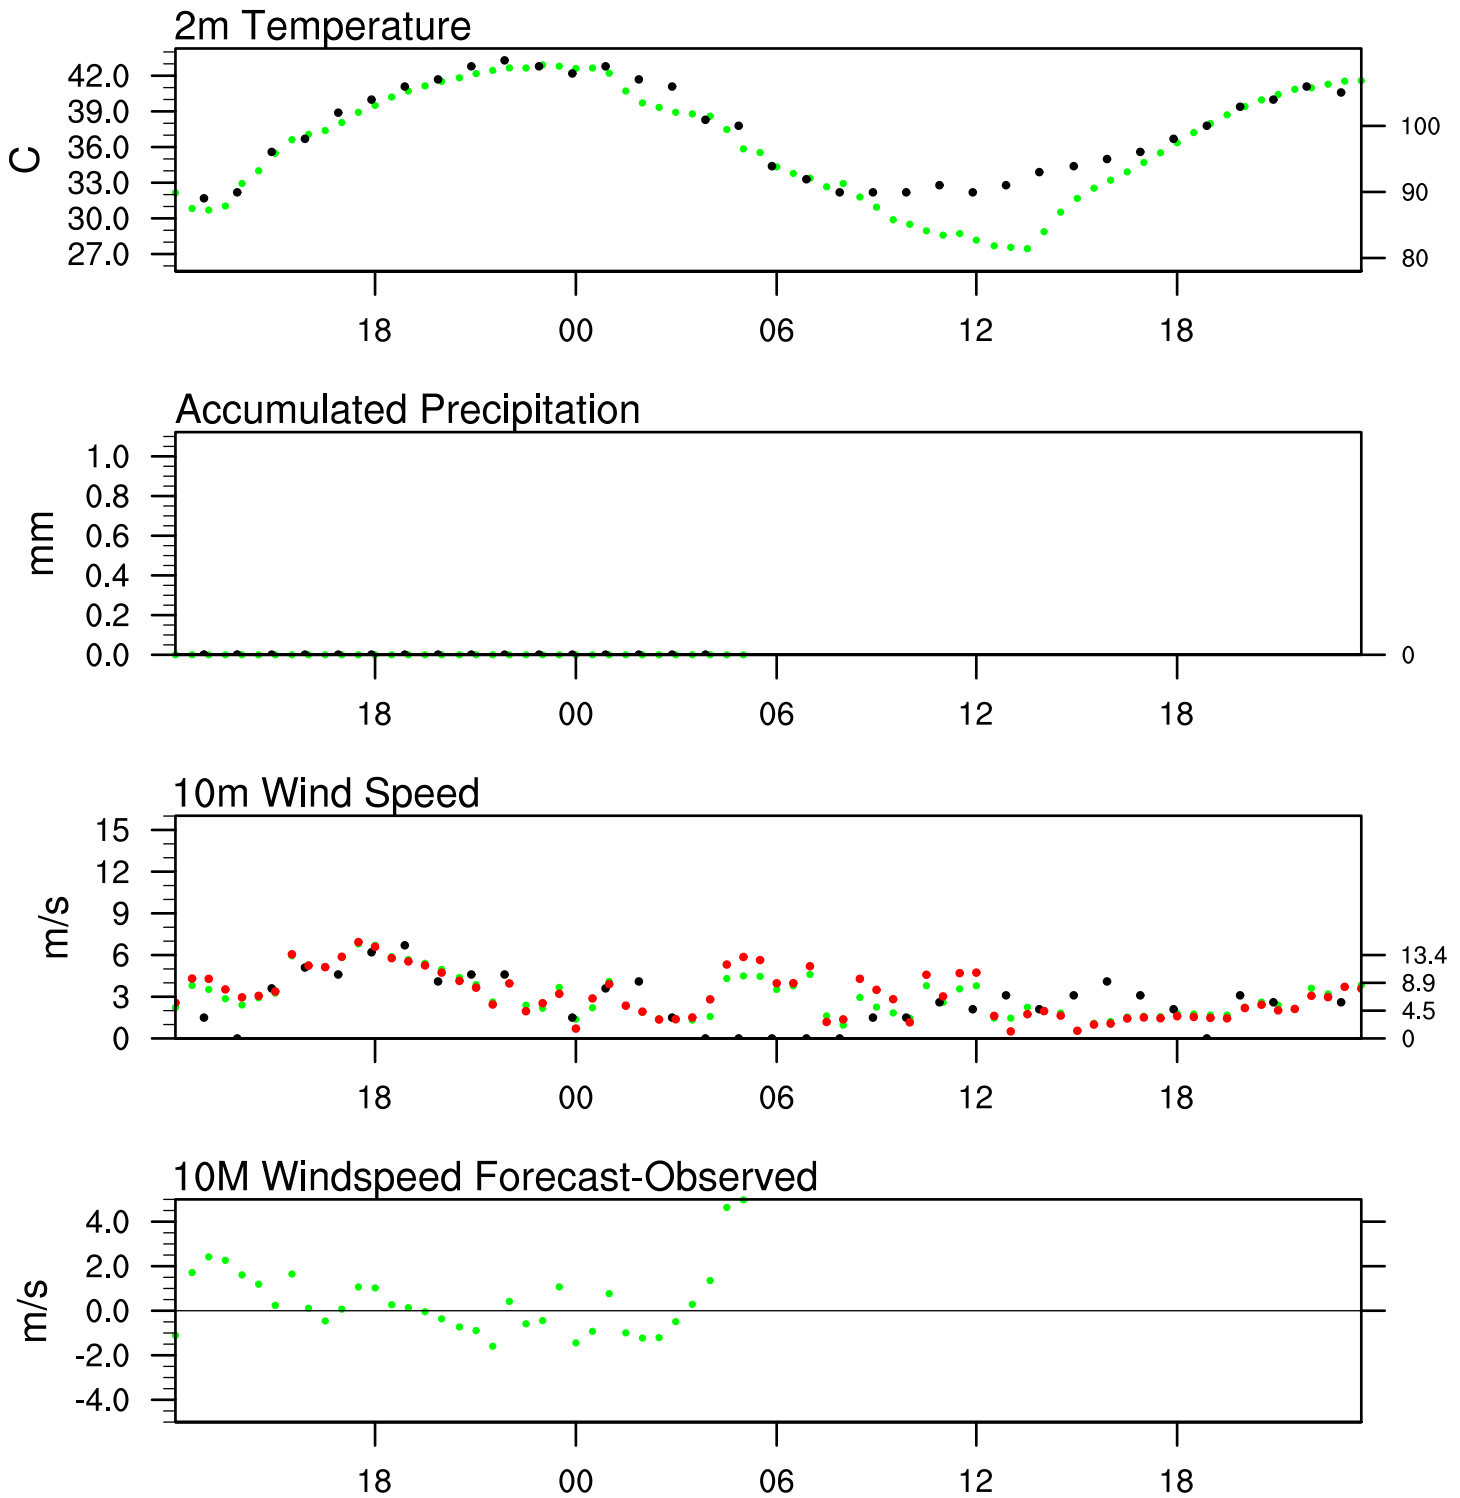 2m Temperature
C
42.0
39.0
36.0
33.0
30.0
27.0
100
90
80
18 00 06 12 18
Accumulated Precipitation
mm
1.0
0.8
0.6
0.4
0.2
0.0
0
18 00 06 12 18
10m Wind Speed
m/s
15
12
9
6
3
0
13.4
8.9
4.5
0
18 00 06 12 18
10M Windspeed Forecast-Observed
m/s
4.0
2.0
0.0
-2.0
-4.0
18 00 06 12 18